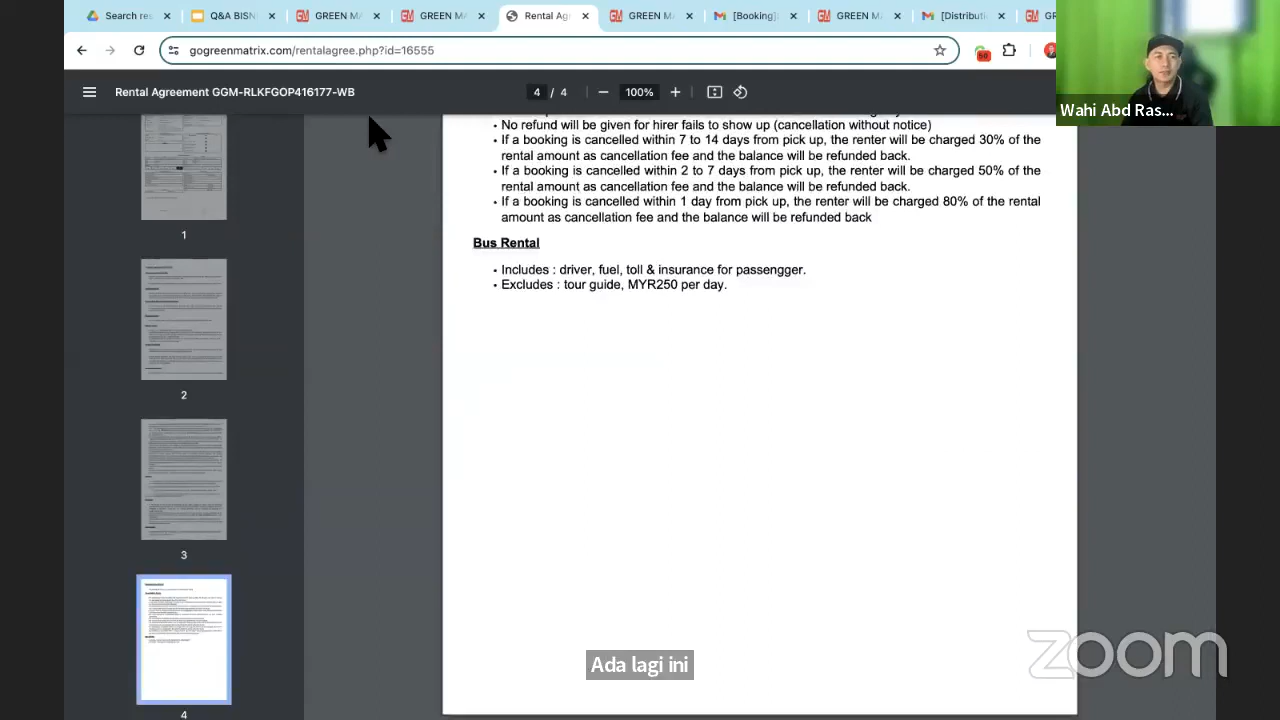 Search res
Q&A BISN
GREEN MA
GREEN MA
Rental Agr
GREEN MA
[Booking]
GREEN MA
[Distributi
GR
gogreenmatrix.com/rentalagree.php?id=16555
50
Wahi Abd Ras...
Rental Agreement GGM-RLKFGOP416177-WB
4 / 4
100%
• No refund will be given for hirer fails to show up (cancellation without notice)
• If a booking is cancelled within 7 to 14 days from pick up, the renter will be charged 30% of the
rental amount as cancellation fee and the balance will be refunded back.
• If a booking is cancelled within 2 to 7 days from pick up, the renter will be charged 50% of the
rental amount as cancellation fee and the balance will be refunded back.
• If a booking is cancelled within 1 day from pick up, the renter will be charged 80% of the rental
amount as cancellation fee and the balance will be refunded back
Bus Rental
• Includes : driver, fuel, toll & insurance for passengger.
• Excludes : tour guide, MYR250 per day.
1
2
3
4
Ada lagi ini
zoom